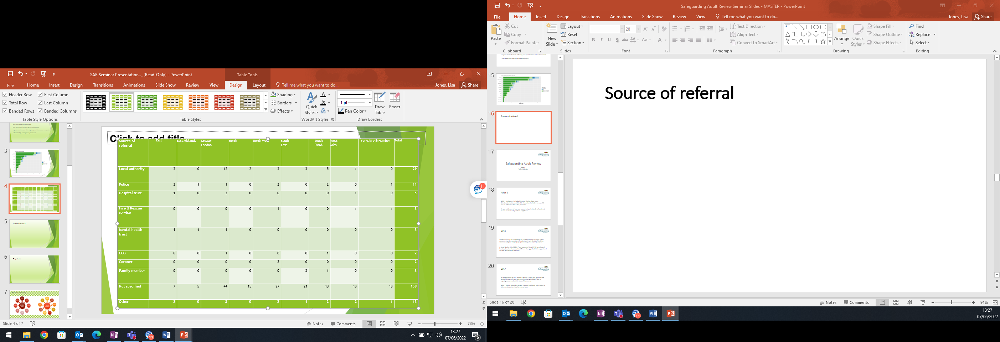 SAR Seminar Presentation.._ [Read-Only] - PowerPoint
Table Tools
File Home Insert Design Transitions Animations Slide Show Review View Design Layout Tell me what you want to do... Jones, Lisa Share
Header Row First Column
Total Row Last Column
Banded Rows Banded Columns
Table Style Options
Table Styles
Shading
Borders
Effects
Quick Styles
WordArt Styles
1 pt
Pen Color
Draw Table
Eraser
Draw Borders
3
4
5
6
7
Click to add title
Source of referral East East Midlands Greater London North North West South East South West West Mids Yorkshire & Humber Total
Local authority 3 0 12 2 3 3 5 1 0 29
Police 3 1 1 0 3 0 2 0 1 11
Hospital trust 1 0 3 0 0 0 0 1 0 5
Fire & Rescue service 0 0 0 0 1 0 0 1 1 3
Mental health trust 1 1 1 0 0 0 0 0 0 3
CCG 0 0 1 0 0 0 1 0 0 2
Coroner 0 0 0 0 2 0 0 0 0 2
Family member 0 0 0 0 0 2 1 0 0 3
Not specified 7 5 44 15 27 21 13 13 13 158
Other 2 0 3 0 2 1 2 2 1 13
11
Slide 4 of 7
Notes Comments 73%
11
13:27
07/06/2022
6
Safeguarding Adult Review Seminar Slides - MASTER - PowerPoint
File Home Insert Design Transitions Animations Slide Show Review View Tell me what you want to do... Jones, Lisa Share
Paste
Cut
Copy
Format Painter
Clipboard
New Slide
Layout
Reset
Section
Slides
28
B I U S abc AV Aa A
Font
Text Direction
Align Text
Convert to SmartArt
Paragraph
Arrange
Quick Styles
Shape Fill
Shape Outline
Shape Effects
Drawing
Find
Replace
Select
Editing
15
16
Source of referral
17
Safeguarding
Safeguarding Adult Review
Telford & Wrekin
18
Adult E
Safeguarding
19
2016
Safeguarding
20
2017
Safeguarding
Source of referral
Slide 16 of 28
Notes Comments 91%
11
13:27
07/06/2022